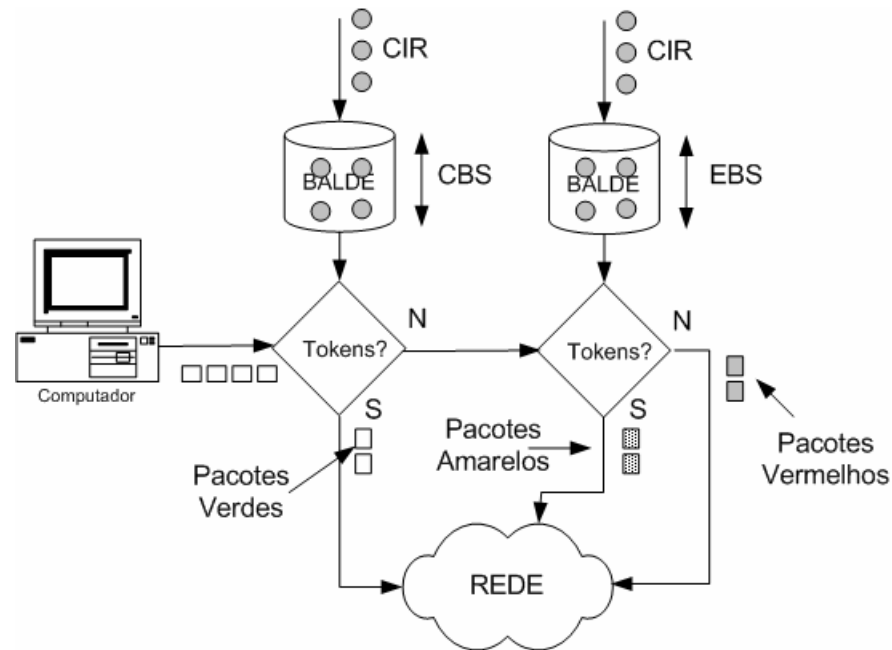 CIR
CIR
BALDE
CBS
BALDE
EBS
N
N
Tokens?
Tokens?
Computador
S
S
Pacotes
Verdes
Pacotes
Amarelos
Pacotes
Vermelhos
REDE